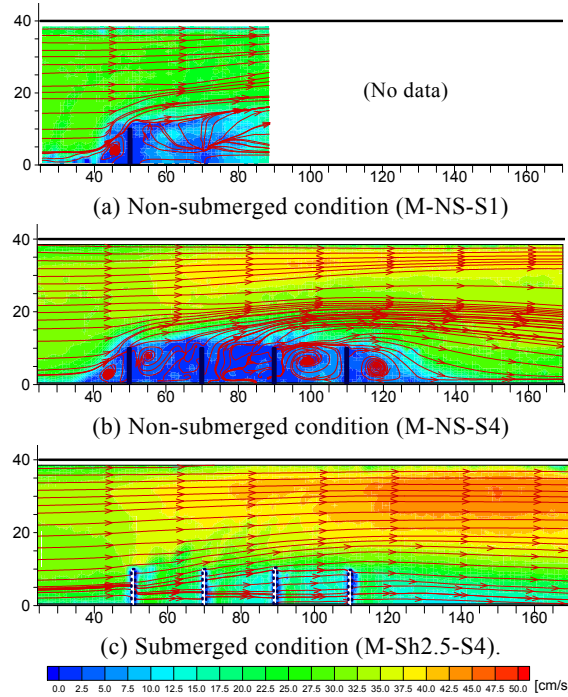 40
(No data)
20
0
40 60 80 100 120 140 160
(a) Non-submerged condition (M-NS-S1)
40
20
0
40 60 80 100 120 140 160
(b) Non-submerged condition (M-NS-S4)
40
20
0
40 60 80 100 120 140 160
(c) Submerged condition (M-Sh2.5-S4).
0.0 2.5 5.0 7.5 10.0 12.5 15.0 17.5 20.0 22.5 25.0 27.5 30.0 32.5 35.0 37.5 40.0 42.5 45.0 47.5 50.0 [cm/s